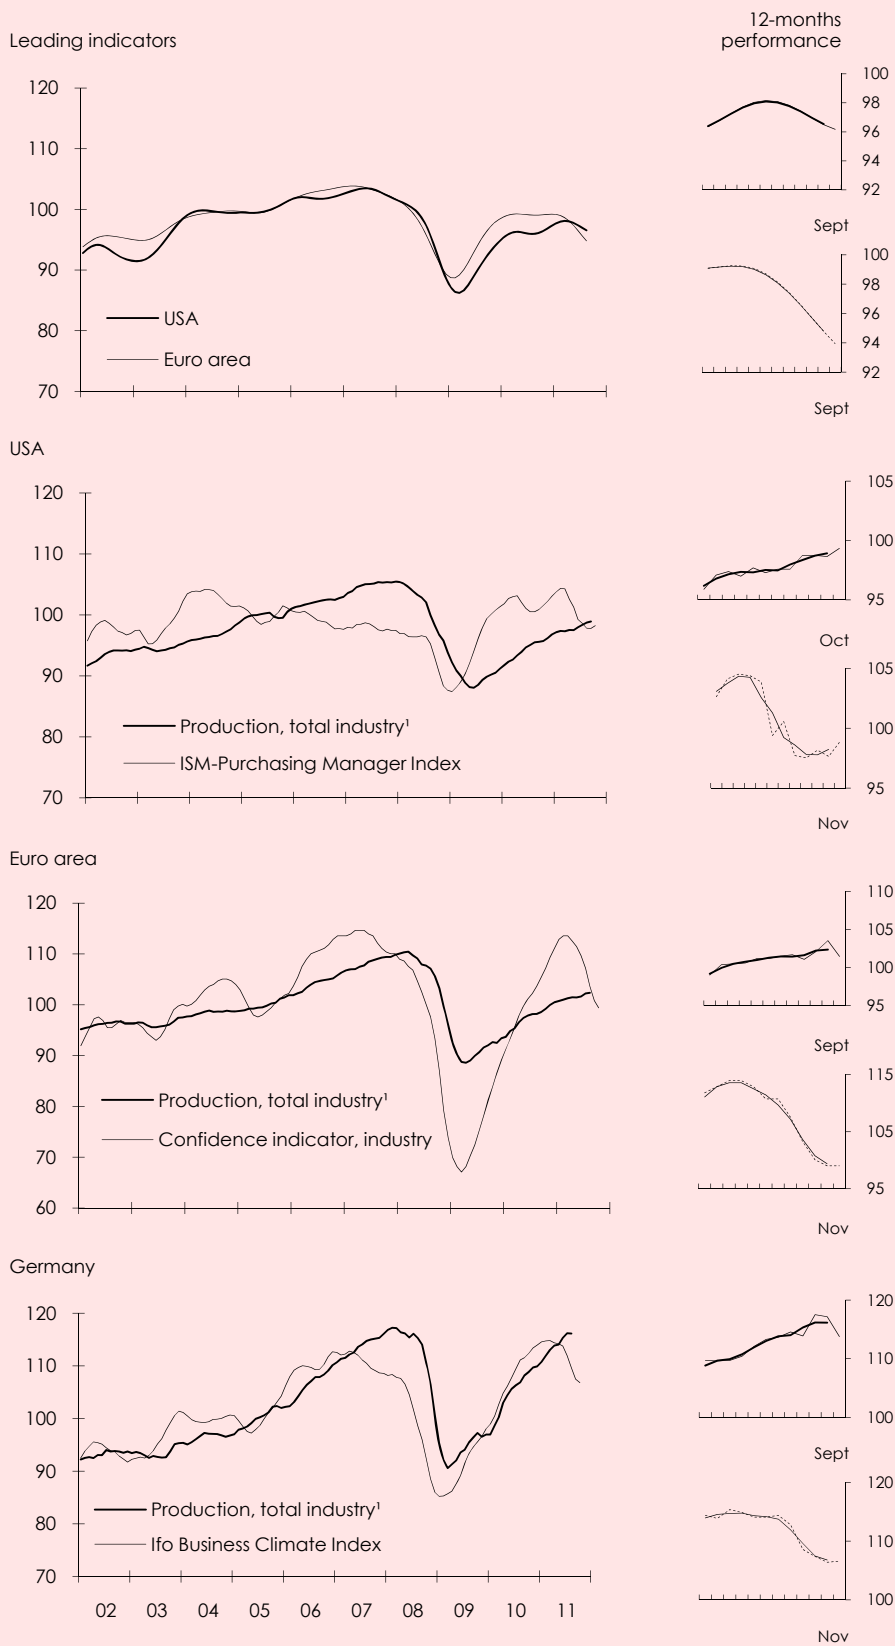 12-months
performance
Leading indicators
120
110
100
90
80
70
USA
Euro area
100
98
96
94
92
Sept
100
98
96
94
92
Sept
USA
120
110
100
90
80
70
Production, total industry¹
ISM-Purchasing Manager Index
105
100
95
Oct
105
100
95
Nov
Euro area
120
110
100
90
80
70
60
Production, total industry¹
Confidence indicator, industry
110
105
100
95
Sept
115
105
95
Nov
Germany
120
110
100
90
80
70
Production, total industry¹
Ifo Business Climate Index
02 03 04 05 06 07 08 09 10 11
120
110
100
Sept
120
110
100
Nov